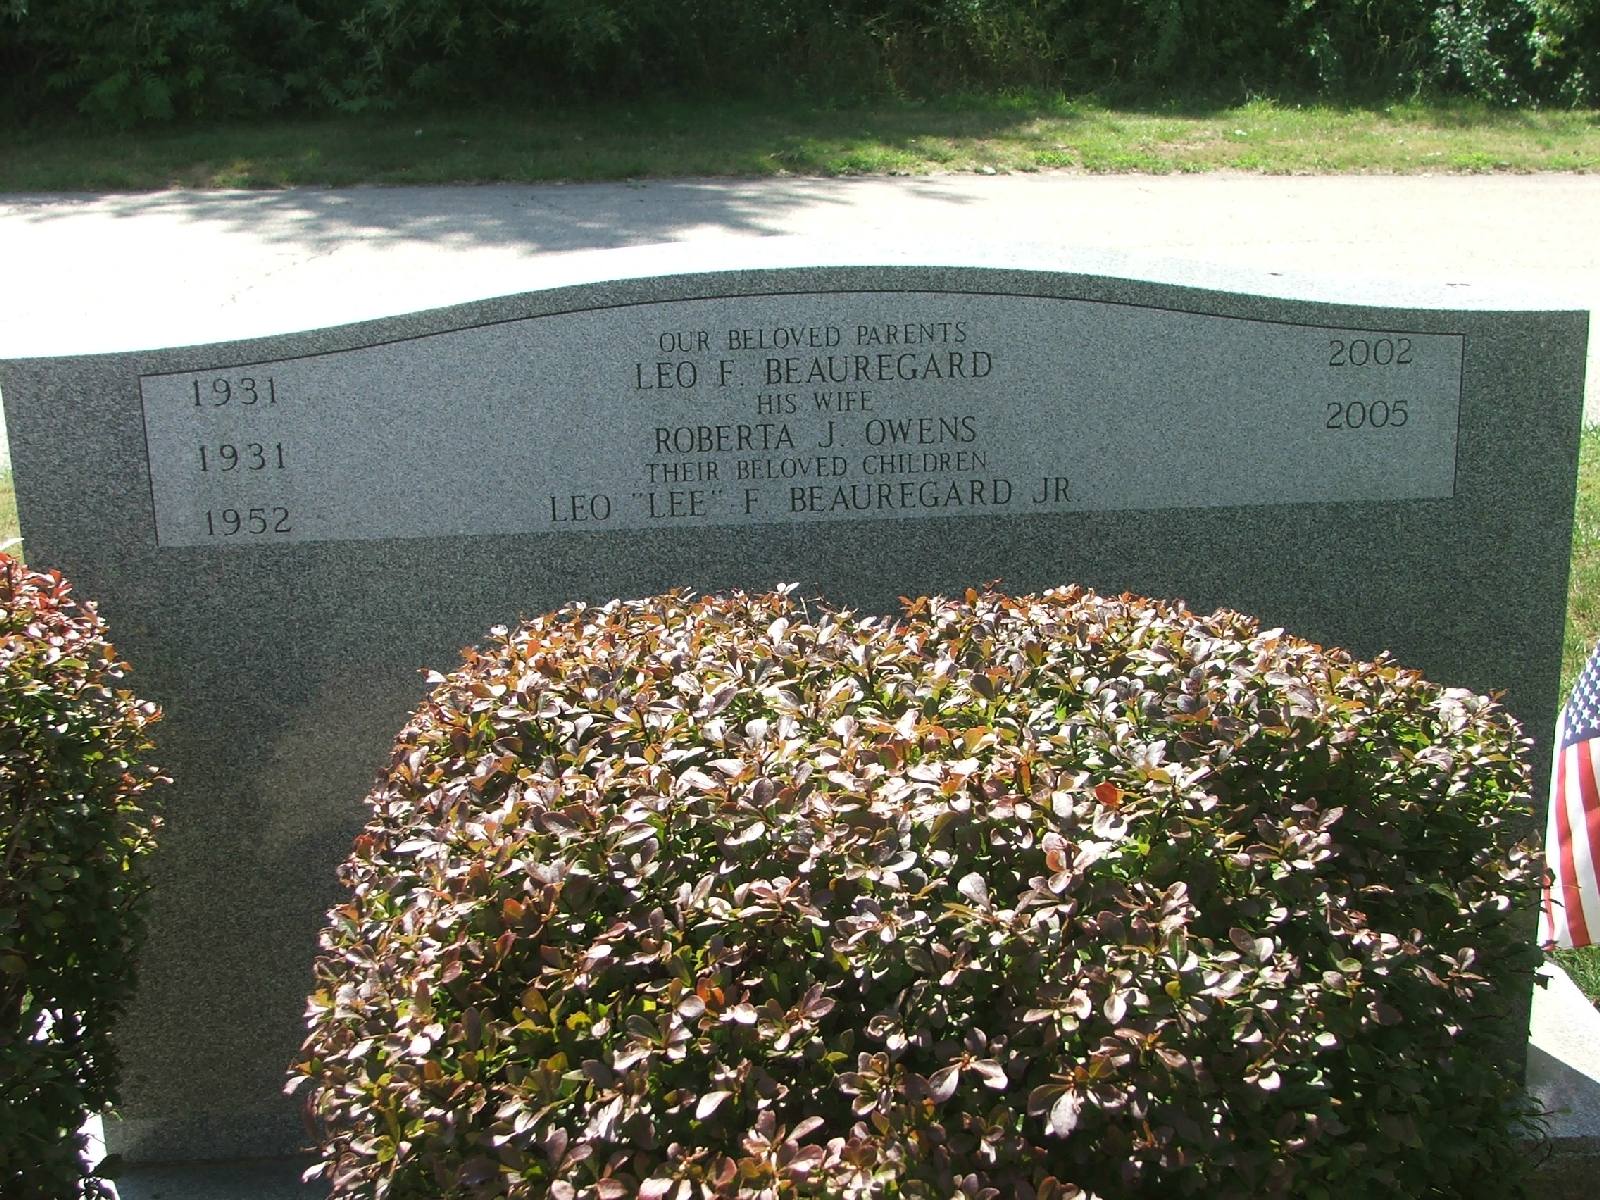 OUR BELOVED PARENTS
1931 LEO F. BEAUREGARD 2002
HIS WIFE
1931 ROBERTA J. OWENS 2005
THEIR BELOVED CHILDREN
1952 LEO "LEE" F. BEAUREGARD JR.